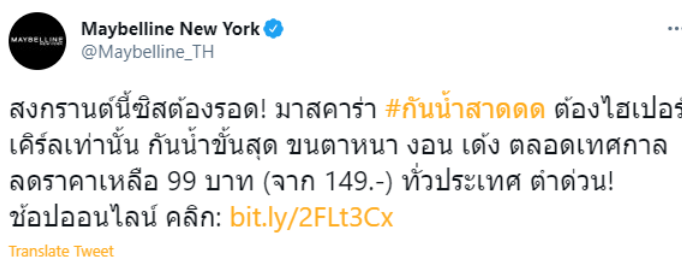 MAYBELLINE
NEW YORK
Maybelline New York
@Maybelline_TH
สงกรานต์นี้ซิสต้องรอด! มาสคาร่า #กันน้ำสาดดด ต้องไฮเปอร์
เคิร์ลเท่านั้น กันน้ำขั้นสุด ขนตาหนา งอน เด้ง ตลอดเทศกาล
ลดราคาเหลือ 99 บาท (จาก 149.-) ทั่วประเทศ ตำด่วน!
ช้อปออนไลน์ คลิก: bit.ly/2FLt3Cx
Translate Tweet